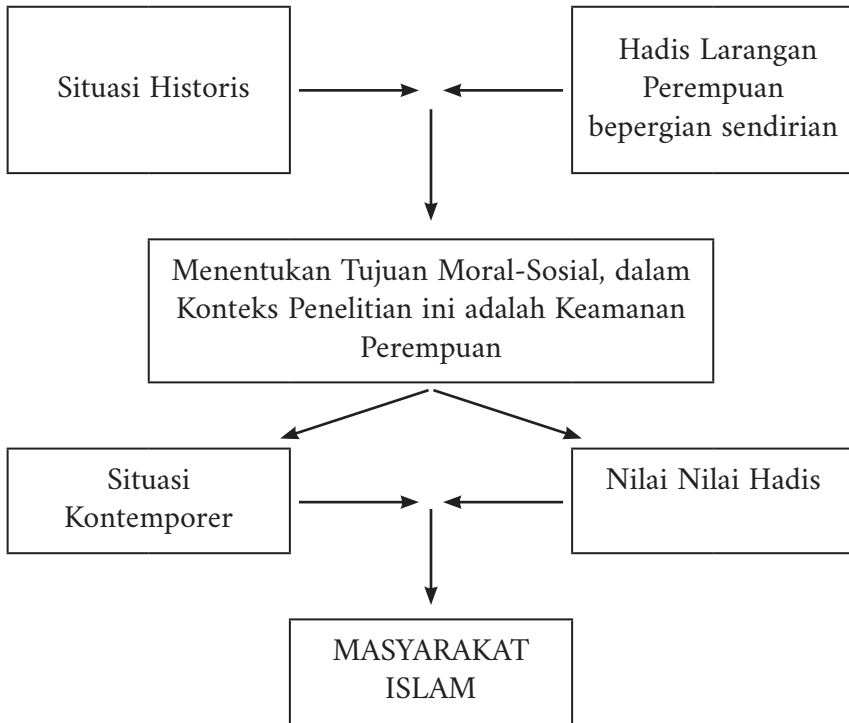 Situasi Historis
Hadis Larangan
Perempuan
bepergian sendirian
Menentukan Tujuan Moral-Sosial, dalam
Konteks Penelitian ini adalah Keamanan
Perempuan
Situasi
Kontemporer
Nilai Nilai Hadis
MASYARAKAT
ISLAM